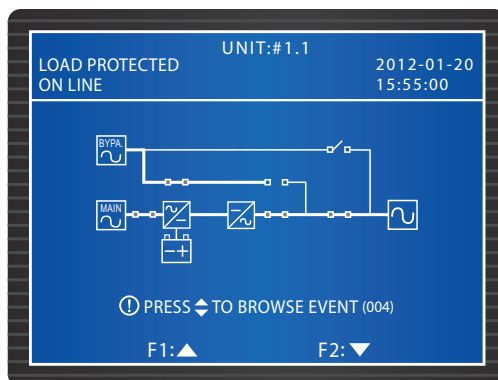 UNIT:#1.1
LOAD PROTECTED
ON LINE
2012-01-20
15:55:00
BYPA.
MAIN
PRESS TO BROWSE EVENT (004)
F1:
F2: